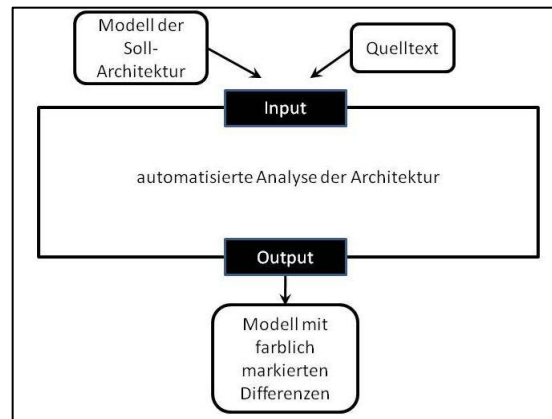 Modell der
Soll-
Architektur
Quelltext
Input
automatisierte Analyse der Architektur
Output
Modell mit
farblich
markierten
Differenzen